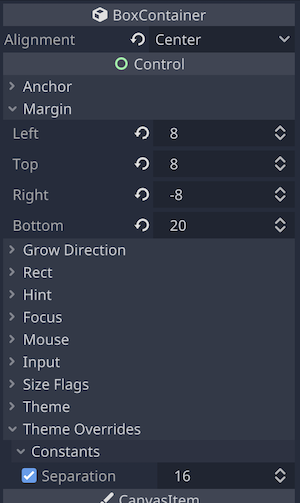 BoxContainer
Alignment Center
Control
Anchor
Margin
Left 8
Top 8
Right -8
Bottom 20
Grow Direction
Rect
Hint
Focus
Mouse
Input
Size Flags
Theme
Theme Overrides
Constants
Separation 16
CanvasItem